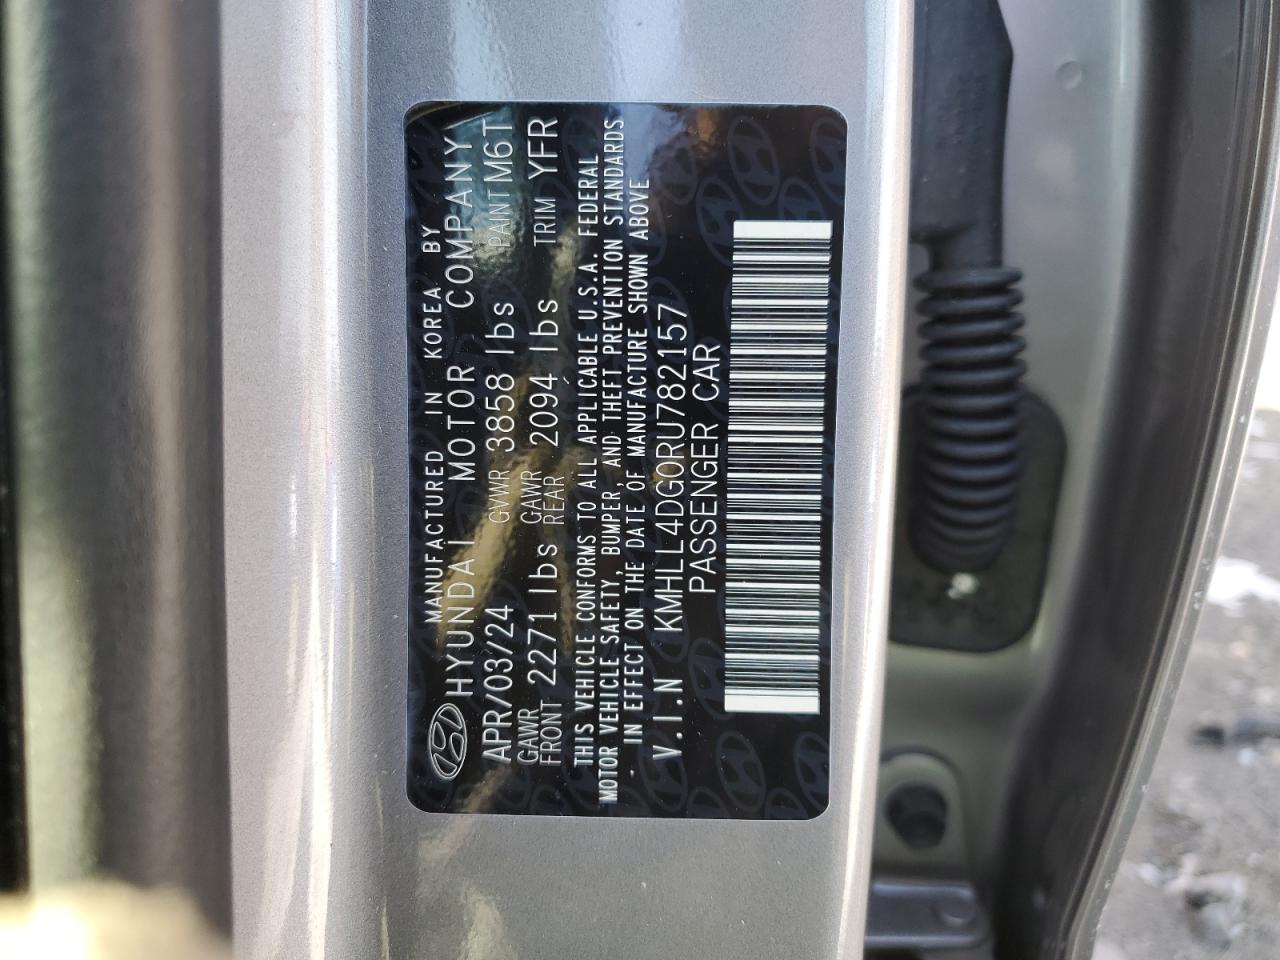 MANUFACTURED IN KOREA BY
HYUNDAI MOTOR COMPANY
APR/03/24 GVWR 3858 lbs PAINT M6T
GAWR FRONT 2271 lbs GAWR REAR 2094 lbs TRIM YFR
THIS VEHICLE CONFORMS TO ALL APPLICABLE U.S.A. FEDERAL
MOTOR VEHICLE SAFETY, BUMPER, AND THEFT PREVENTION STANDARDS
IN EFFECT ON THE DATE OF MANUFACTURE SHOWN ABOVE
V.I.N KMHLL4DG0RU782157
PASSENGER CAR